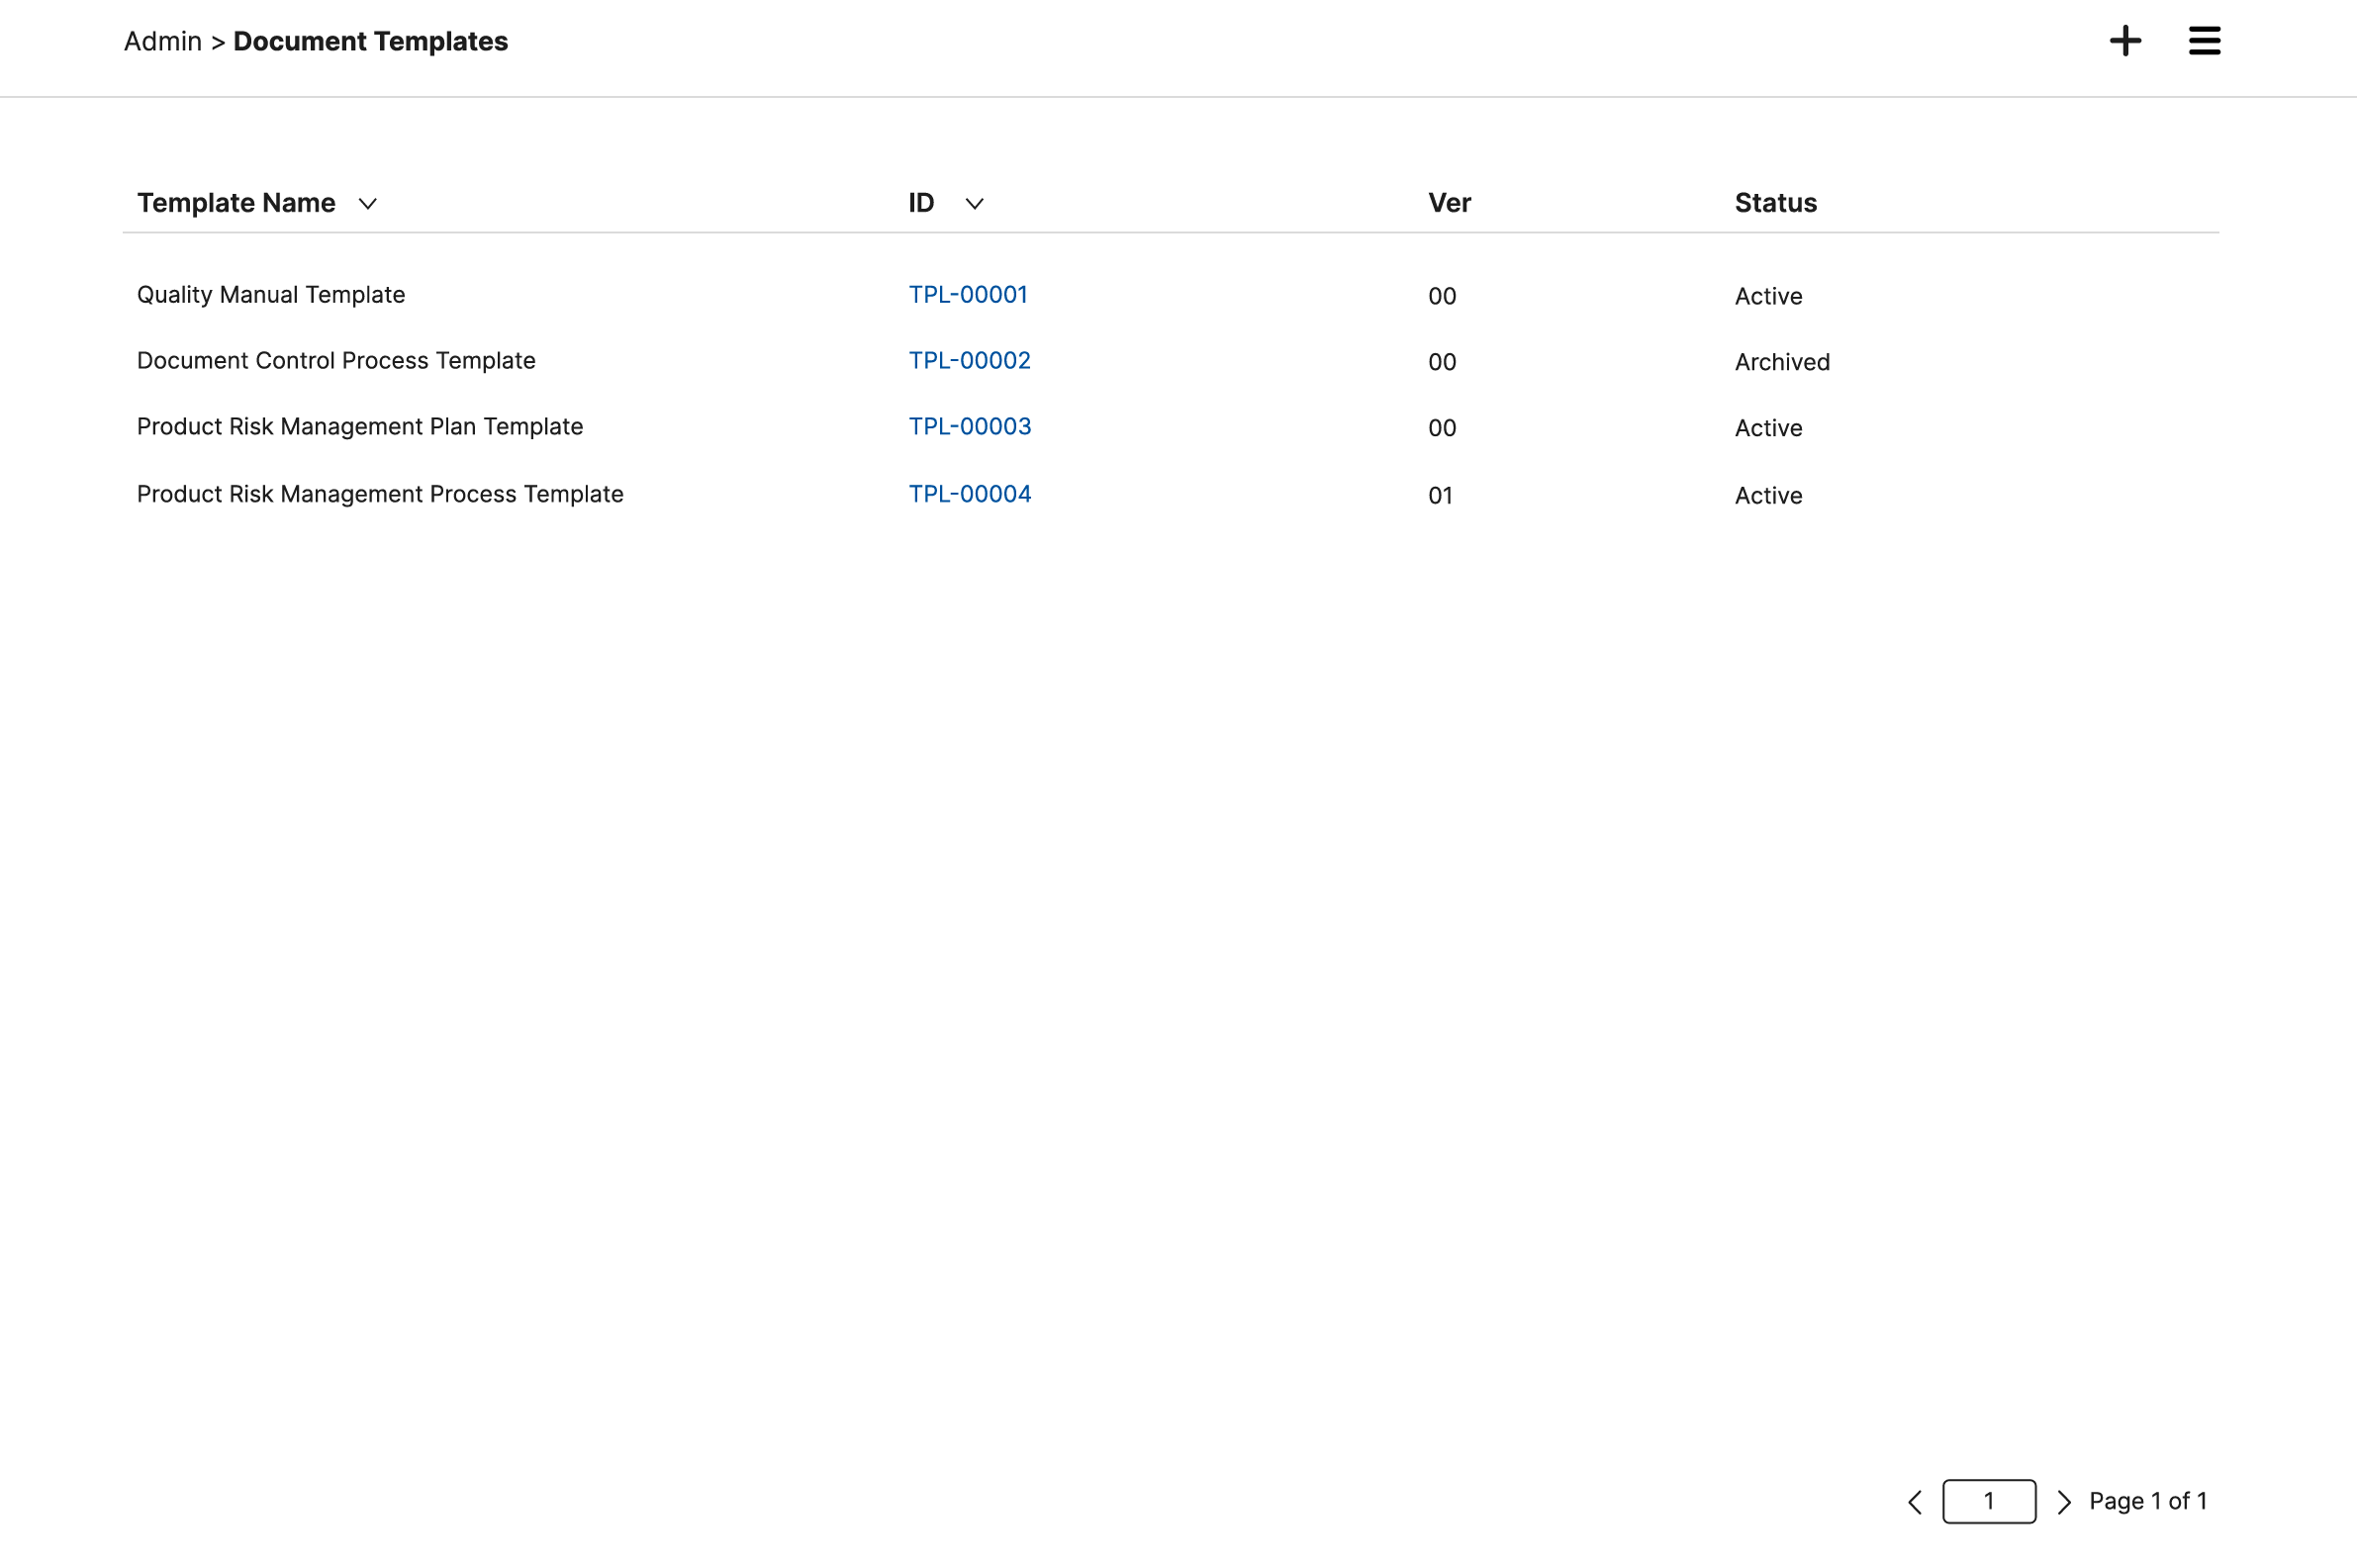 Admin > Document Templates
Template Name ID Ver Status
Quality Manual Template TPL-00001 00 Active
Document Control Process Template TPL-00002 00 Archived
Product Risk Management Plan Template TPL-00003 00 Active
Product Risk Management Process Template TPL-00004 01 Active
1 Page 1 of 1